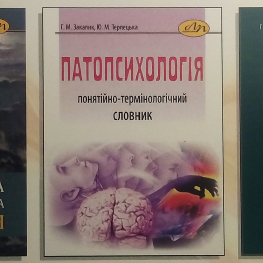 Г. М. Закалик, Ю. М. Терлецька
ЛП
ПАТОПСИХОЛОГІЯ
понятійно-термінологічний
СЛОВНИК